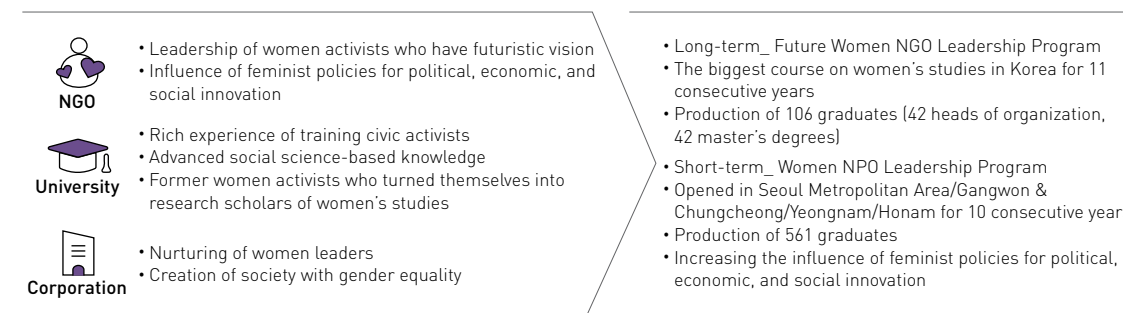 • Leadership of women activists who have futuristic vision
• Influence of feminist policies for political, economic, and
social innovation
NGO
• Rich experience of training civic activists
• Advanced social science-based knowledge
• Former women activists who turned themselves into
research scholars of women's studies
University
• Nurturing of women leaders
• Creation of society with gender equality
Corporation
• Long-term_ Future Women NGO Leadership Program
• The biggest course on women's studies in Korea for 11
consecutive years
• Production of 106 graduates (42 heads of organization,
42 master's degrees)
• Short-term_ Women NPO Leadership Program
• Opened in Seoul Metropolitan Area/Gangwon &
Chungcheong/Yeongnam/Honam for 10 consecutive year
• Production of 561 graduates
• Increasing the influence of feminist policies for political,
economic, and social innovation